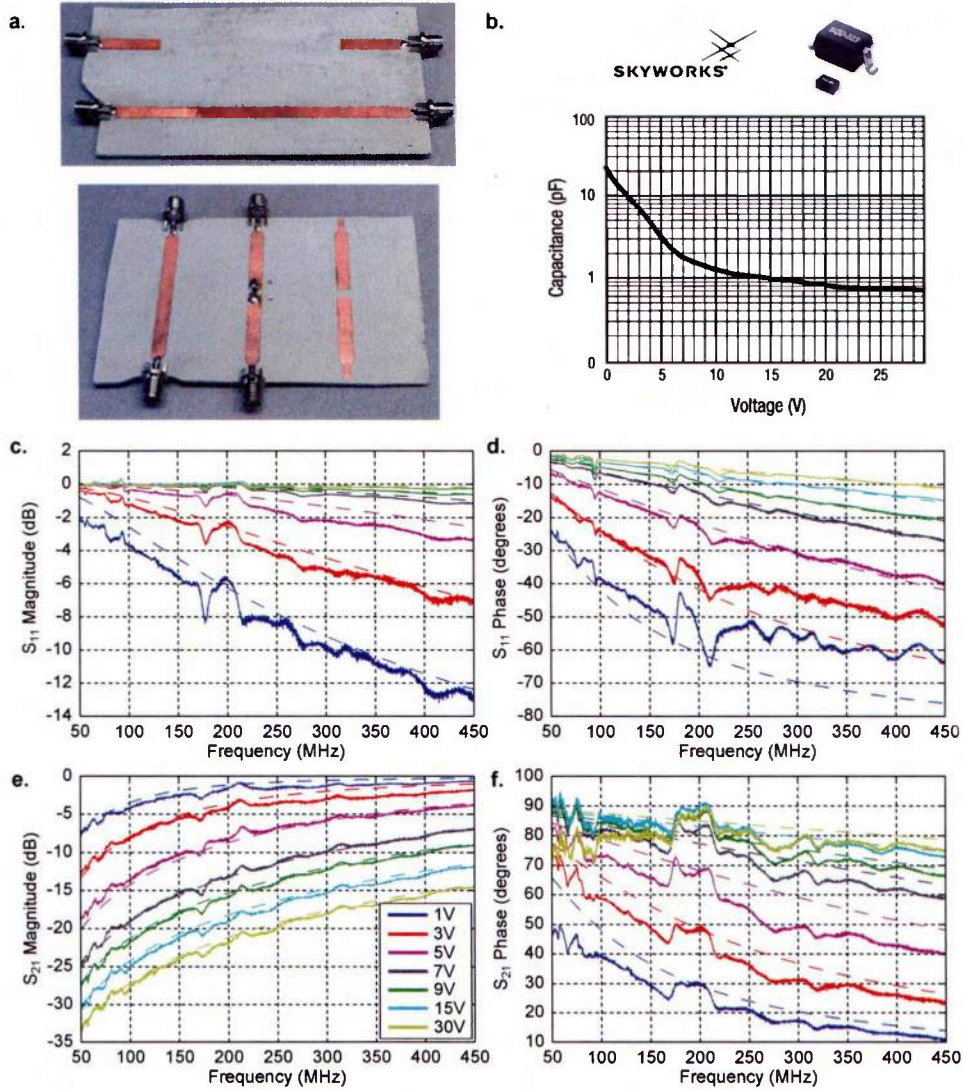 a.
b.
SKYWORKS
100
10
1
0
Capacitance (pF)
0 5 10 15 20 25
Voltage (V)
c.
2
0
-2
-4
-6
-8
-10
-12
-14
S11 Magnitude (dB)
50 100 150 200 250 300 350 400 450
Frequency (MHz)
d.
0
-10
-20
-30
-40
-50
-60
-70
-80
S11 Phase (degrees)
50 100 150 200 250 300 350 400 450
Frequency (MHz)
e.
0
-5
-10
-15
-20
-25
-30
-35
S21 Magnitude (dB)
1V
3V
5V
7V
9V
15V
30V
50 100 150 200 250 300 350 400 450
Frequency (MHz)
f.
100
90
80
70
60
50
40
30
20
10
S21 Phase (degrees)
50 100 150 200 250 300 350 400 450
Frequency (MHz)